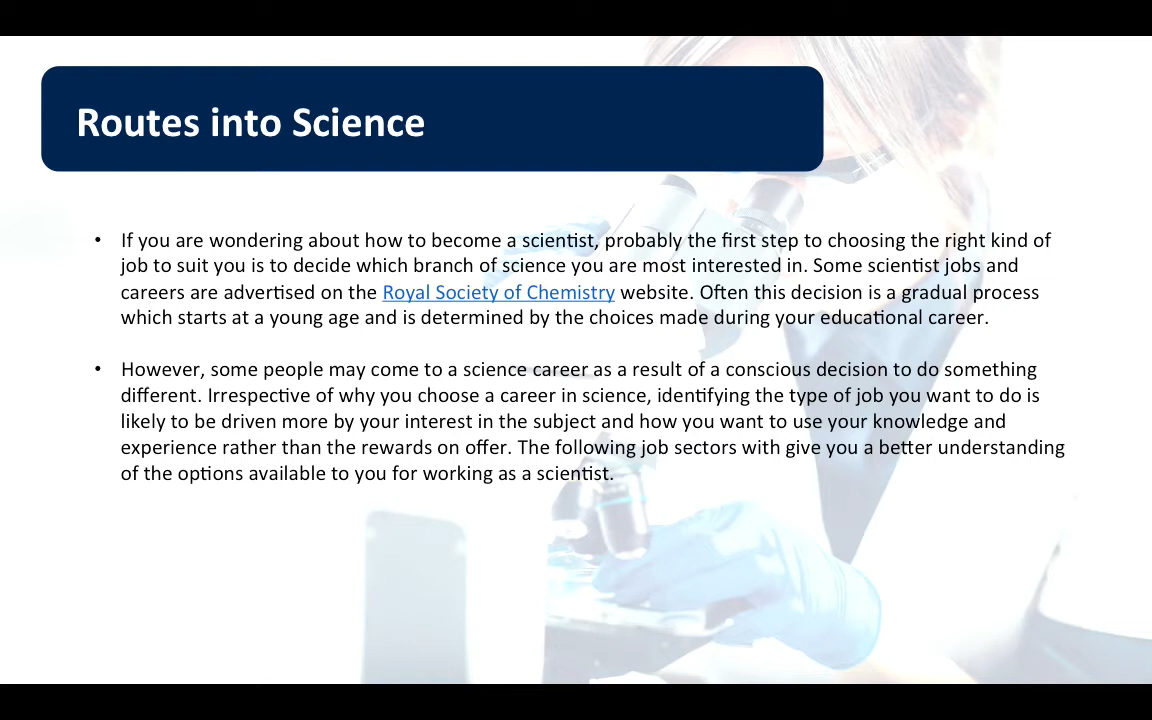 Routes into Science
• If you are wondering about how to become a scientist, probably the first step to choosing the right kind of
job to suit you is to decide which branch of science you are most interested in. Some scientist jobs and
careers are advertised on the Royal Society of Chemistry website. Often this decision is a gradual process
which starts at a young age and is determined by the choices made during your educational career.
• However, some people may come to a science career as a result of a conscious decision to do something
different. Irrespective of why you choose a career in science, identifying the type of job you want to do is
likely to be driven more by your interest in the subject and how you want to use your knowledge and
experience rather than the rewards on offer. The following job sectors with give you a better understanding
of the options available to you for working as a scientist.